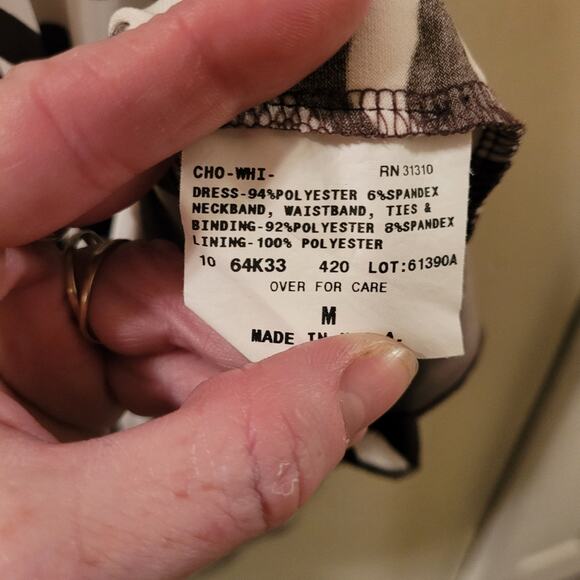 CHO-WHI- RN 31310
DRESS-94%POLYESTER 6%SPANDEX
NECKBAND, WAISTBAND, TIES &
BINDING-92%POLYESTER 8%SPANDEX
LINING-100% POLYESTER
10 64K33 420 LOT:61390A
OVER FOR CARE
M
MADE IN